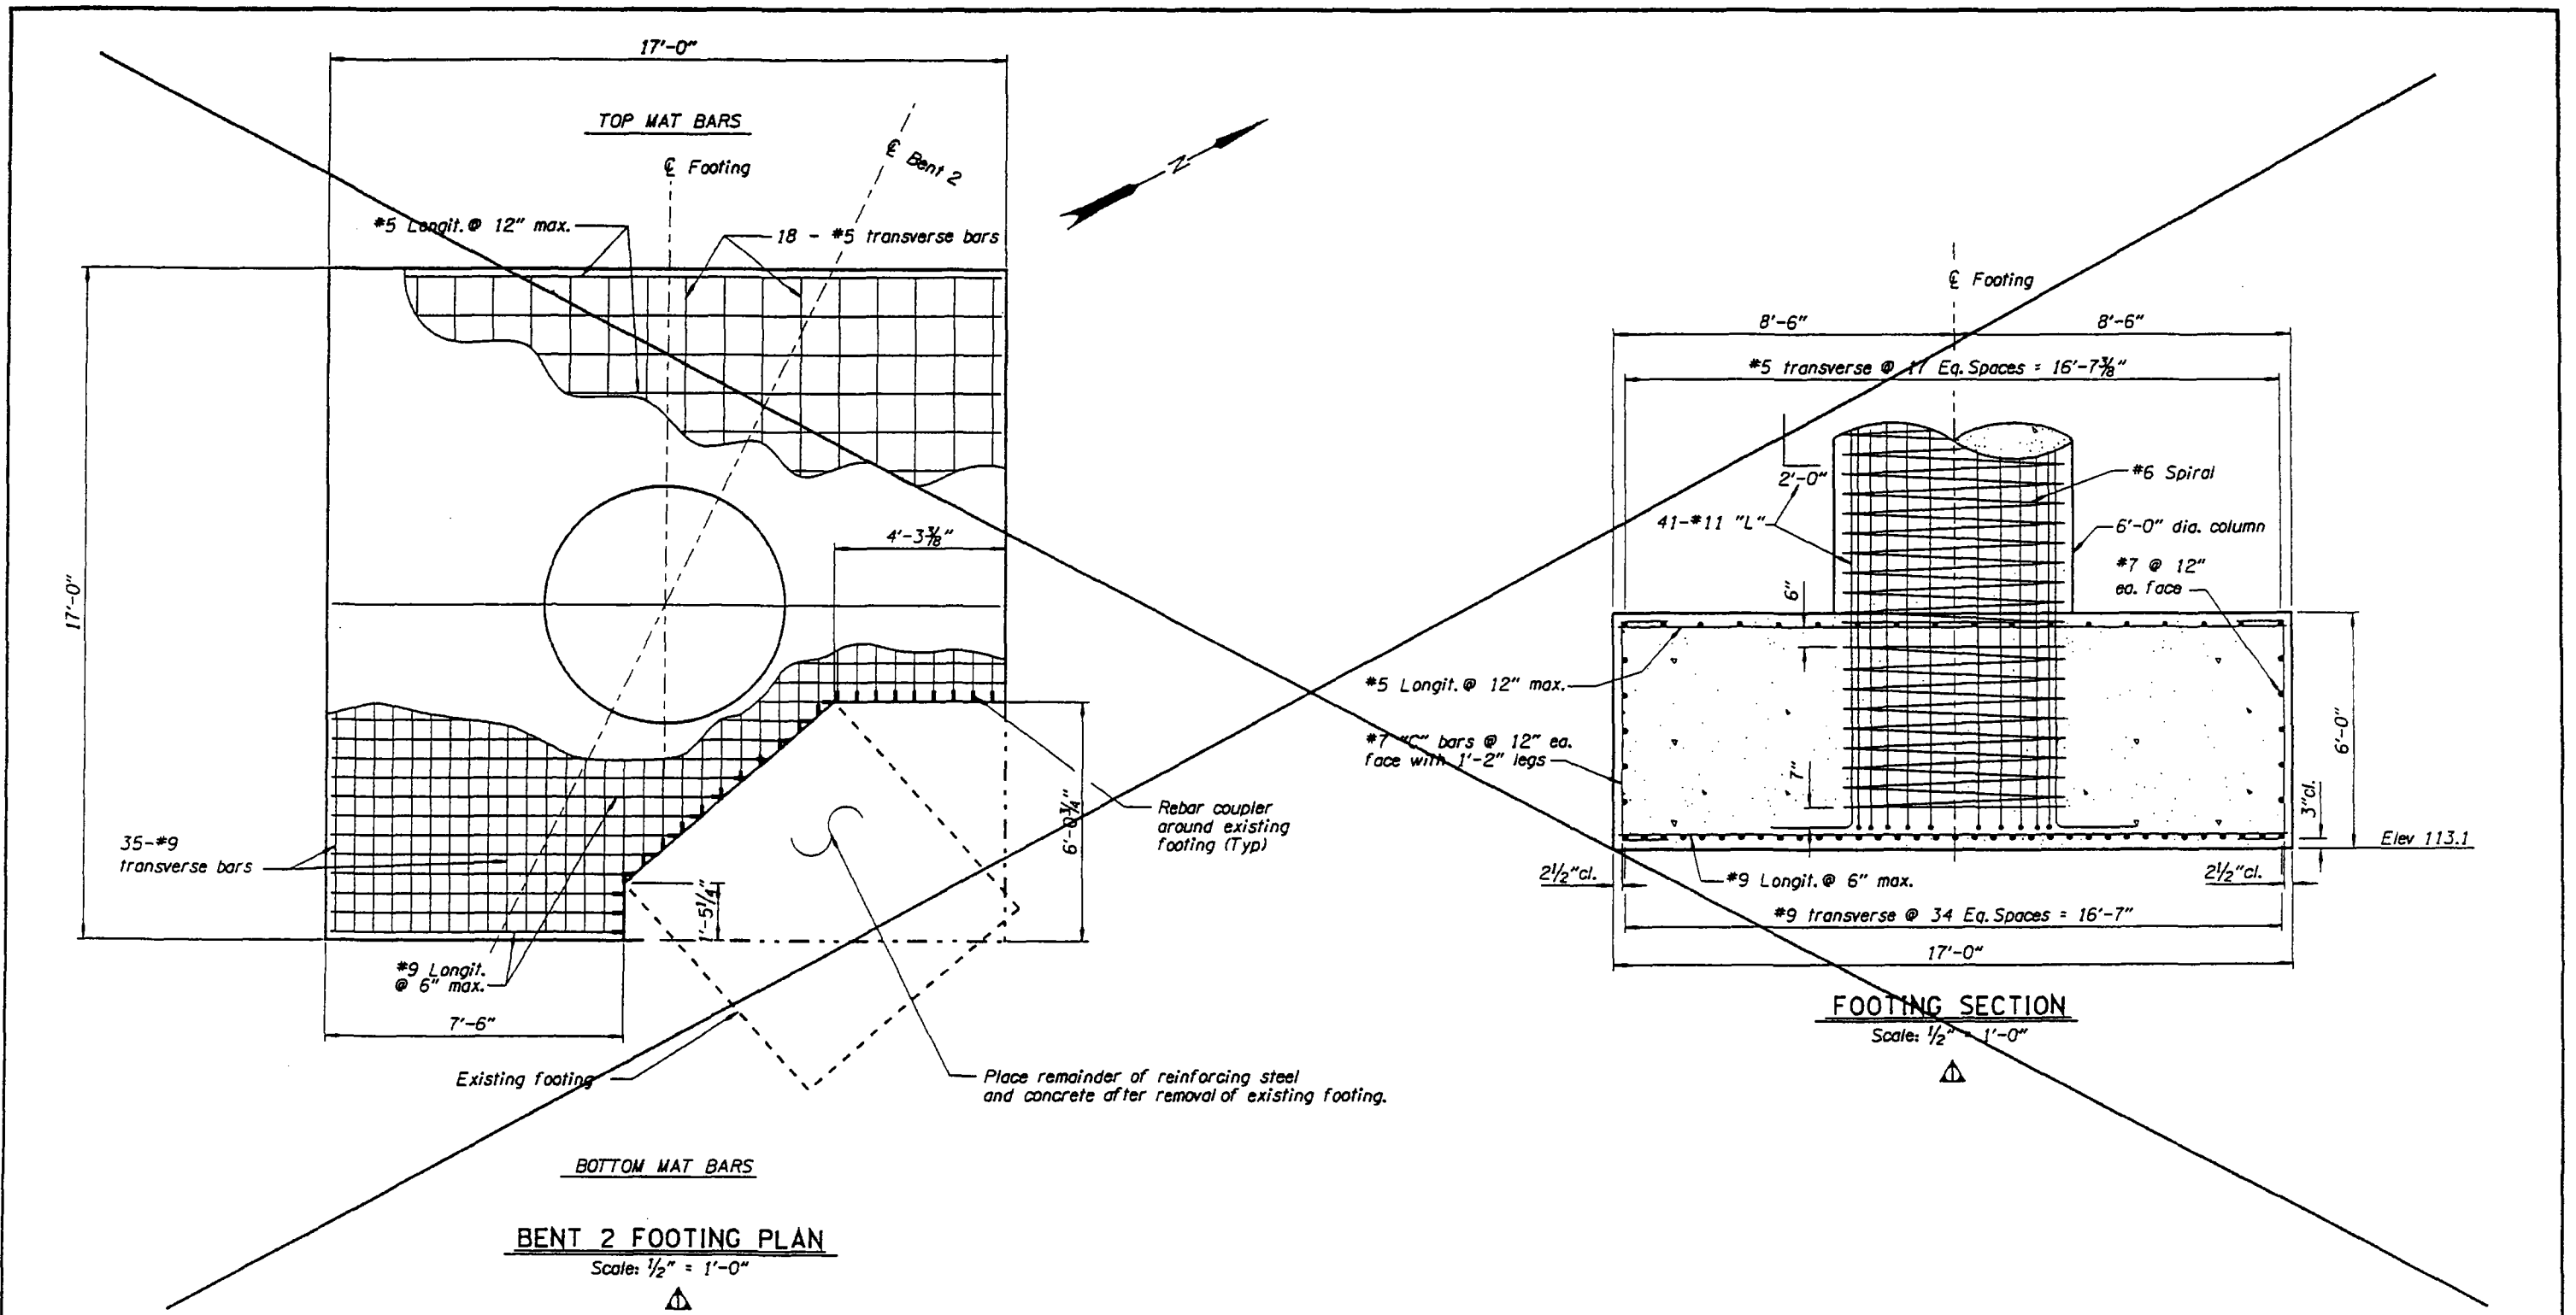 17'-0"
TOP MAT BARS
℄ Footing
℄ Bent 2
N
#5 Longit. @ 12" max.
18 - #5 transverse bars
17'-0"
4'-3⅜"
35-#9
transverse bars
#9 Longit.
@ 6" max.
7'-6"
1'-5¼"
6'-0¾"
Rebar coupler
around existing
footing (Typ)
Existing footing
Place remainder of reinforcing steel
and concrete after removal of existing footing.
BOTTOM MAT BARS
BENT 2 FOOTING PLAN
Scale: ½" = 1'-0"
1
℄ Footing
8'-6"
8'-6"
#5 transverse @ 17 Eq. Spaces = 16'-7⅜"
2'-0"
41-#11 "L"
#6 Spiral
6'-0" dia. column
#7 @ 12"
ea. face
6"
#5 Longit. @ 12" max.
#7 "C" bars @ 12" ea.
face with 1'-2" legs
7"
6'-0"
3"cl.
Elev 113.1
2½"cl.
#9 Longit. @ 6" max.
2½"cl.
#9 transverse @ 34 Eq. Spaces = 16'-7"
17'-0"
FOOTING SECTION
Scale: ½" = 1'-0"
1